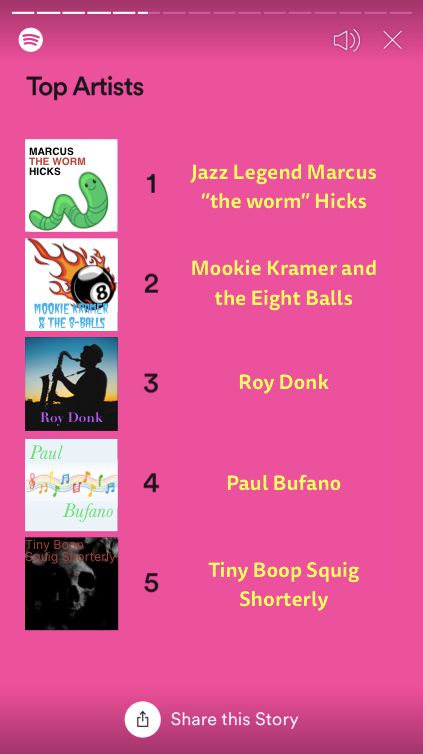 Top Artists
MARCUS
THE WORM
HICKS
1
Jazz Legend Marcus
“the worm” Hicks
8
MOOKIE KRAMER
& THE 8-BALLS
2
Mookie Kramer and
the Eight Balls
Roy Donk
3
Roy Donk
Paul
Bufano
4
Paul Bufano
Tiny Boop
Squig Shorterly
5
Tiny Boop Squig
Shorterly
Share this Story